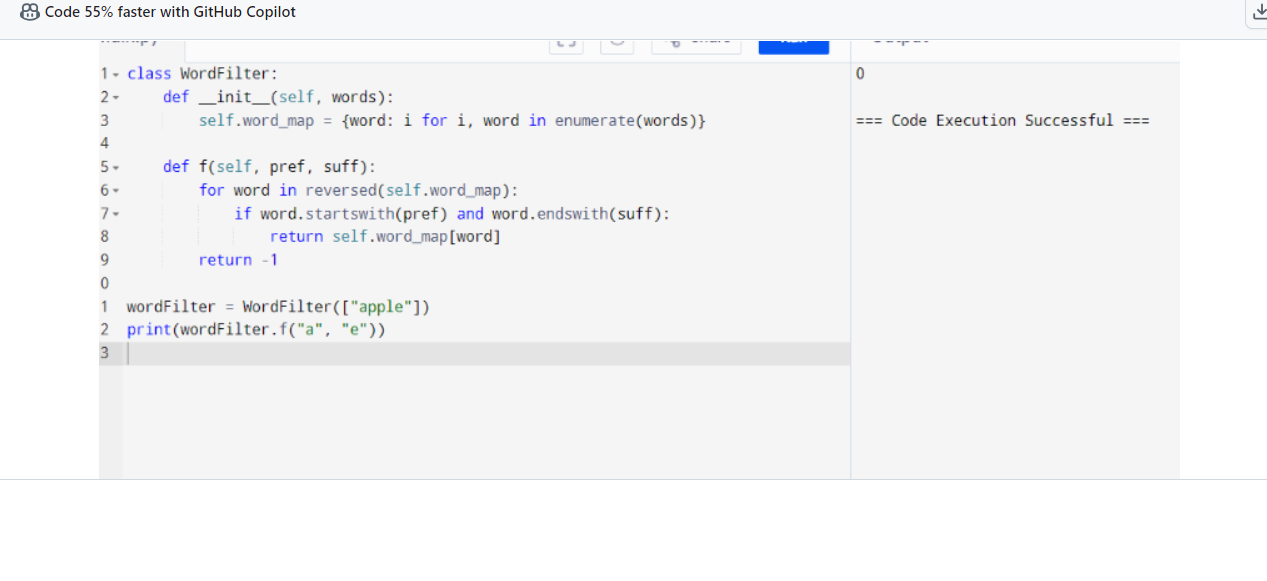 Code 55% faster with GitHub Copilot
1 class WordFilter:
2     def __init__(self, words):
3         self.word_map = {word: i for i, word in enumerate(words)}
4
5     def f(self, pref, suff):
6         for word in reversed(self.word_map):
7             if word.startswith(pref) and word.endswith(suff):
8                 return self.word_map[word]
9         return -1
0
1 wordFilter = WordFilter(["apple"])
2 print(wordFilter.f("a", "e"))
3
0
=== Code Execution Successful ===